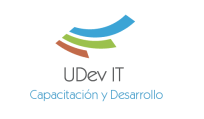 UDev IT
Capacitación y Desarrollo